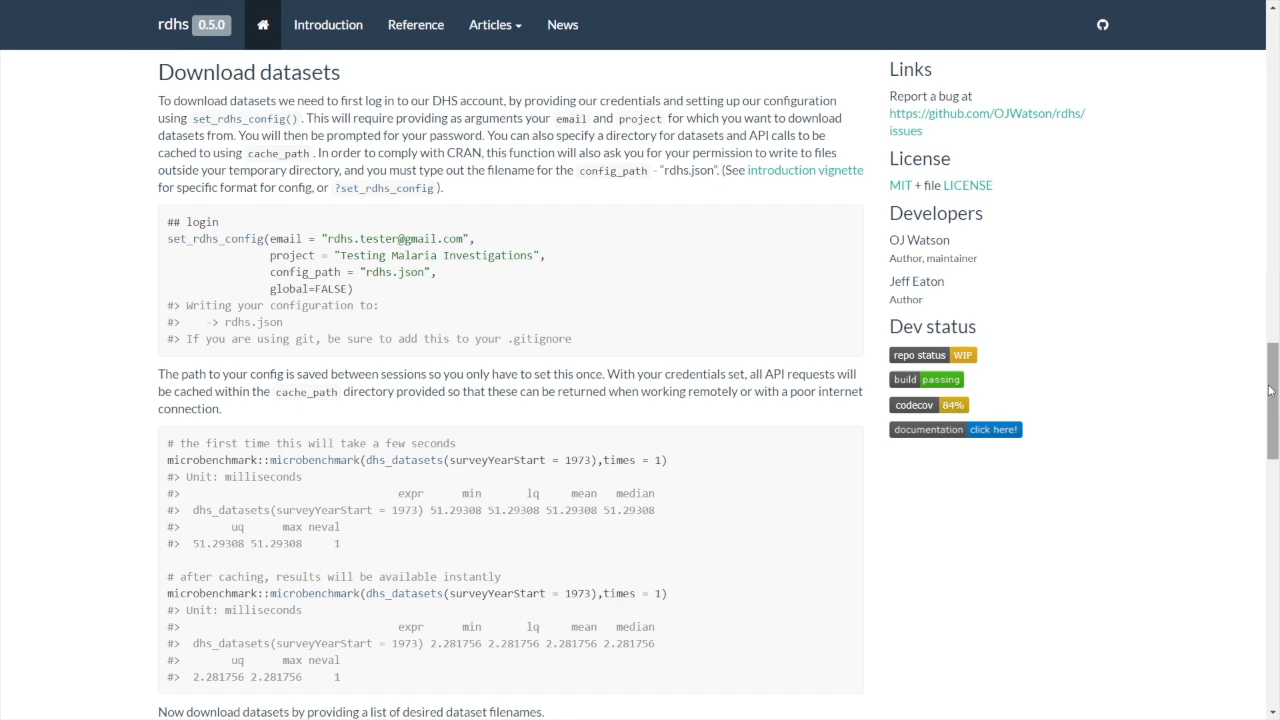 rdhs 0.5.0 Introduction Reference Articles News
Download datasets
To download datasets we need to first log in to our DHS account, by providing our credentials and setting up our configuration
using set_rdhs_config() . This will require providing as arguments your email and project for which you want to download
datasets from. You will then be prompted for your password. You can also specify a directory for datasets and API calls to be
cached to using cache_path . In order to comply with CRAN, this function will also ask you for your permission to write to files
outside your temporary directory, and you must type out the filename for the config_path - “rdhs.json”. (See introduction vignette
for specific format for config, or ?set_rdhs_config ).
## login
set_rdhs_config(email = "rdhs.tester@gmail.com",
project = "Testing Malaria Investigations",
config_path = "rdhs.json",
global=FALSE)
#> Writing your configuration to:
#>    -> rdhs.json
#> If you are using git, be sure to add this to your .gitignore
The path to your config is saved between sessions so you only have to set this once. With your credentials set, all API requests will
be cached within the cache_path directory provided so that these can be returned when working remotely or with a poor internet
connection.
# the first time this will take a few seconds
microbenchmark::microbenchmark(dhs_datasets(surveyYearStart = 1973),times = 1)
#> Unit: milliseconds
#>                                  expr      min       lq     mean   median
#>  dhs_datasets(surveyYearStart = 1973) 51.29308 51.29308 51.29308 51.29308
#>        uq      max neval
#>  51.29308 51.29308     1
# after caching, results will be available instantly
microbenchmark::microbenchmark(dhs_datasets(surveyYearStart = 1973),times = 1)
#> Unit: milliseconds
#>                                  expr      min       lq     mean   median
#>  dhs_datasets(surveyYearStart = 1973) 2.281756 2.281756 2.281756 2.281756
#>        uq      max neval
#>  2.281756 2.281756     1
Now download datasets by providing a list of desired dataset filenames.
Links
Report a bug at
https://github.com/OJWatson/rdhs/
issues
License
MIT + file LICENSE
Developers
OJ Watson
Author, maintainer
Jeff Eaton
Author
Dev status
repo status WIP
build passing
codecov 84%
documentation click here!